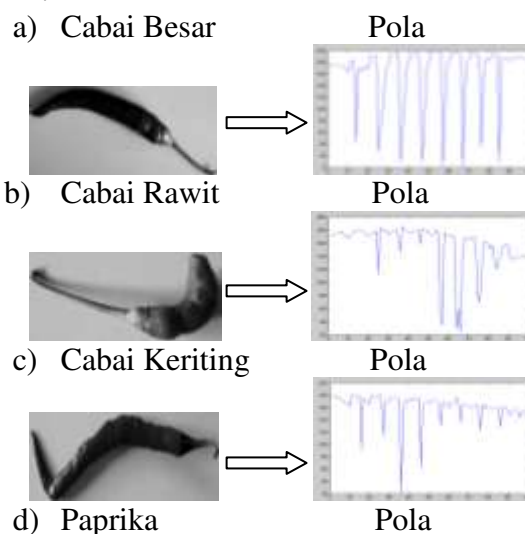 a) Cabai Besar Pola
b) Cabai Rawit Pola
c) Cabai Keriting Pola
d) Paprika Pola